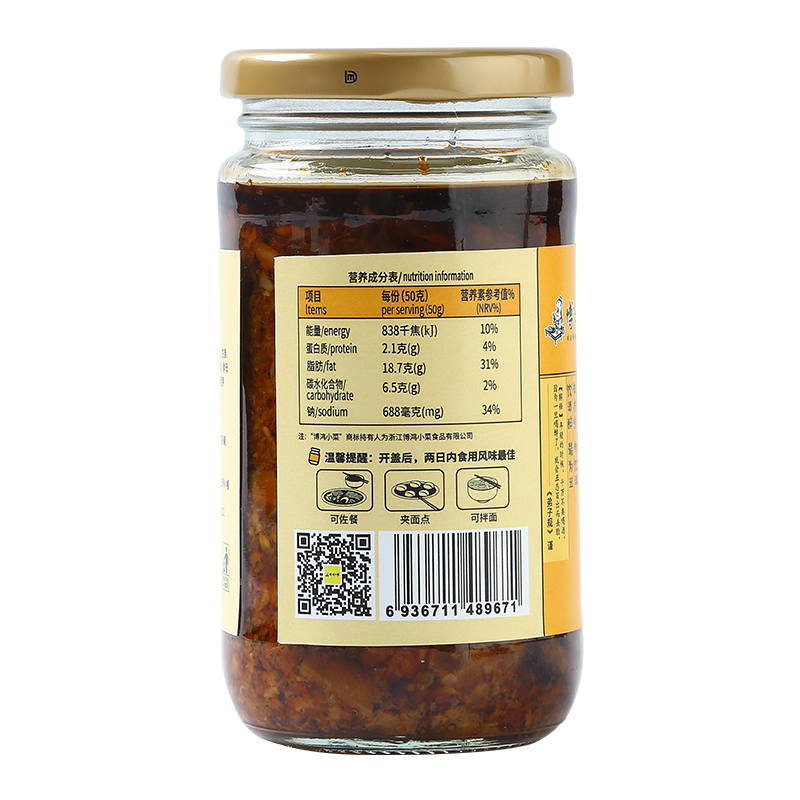 营养成分表/ nutrition information
项目 每份 (50克) 营养素参考值%
Items per serving (50g) (NRV%)
能量/energy 838千焦(kJ) 10%
蛋白质/protein 2.1克(g) 4%
脂肪/fat 18.7克(g) 31%
碳水化合物/
carbohydrate 6.5克(g) 2%
钠/sodium 688毫克(mg) 34%
注:“博鸿小菜”商标持有人为浙江博鸿小菜食品有限公司
温馨提醒:开盖后,两日内食用风味最佳
可佐餐 夹面点 可拌面
6 936711 489671
《弟子规》